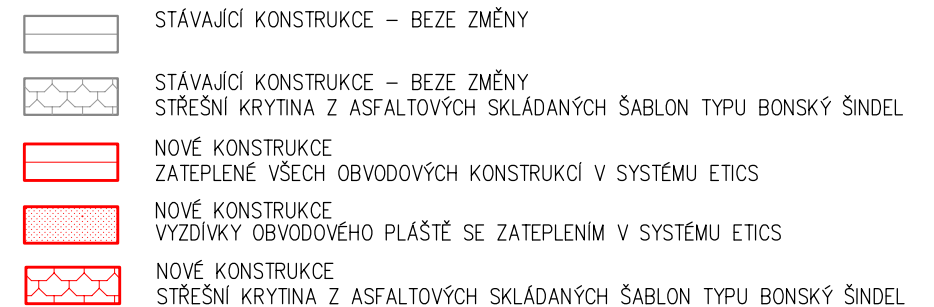 STÁVAJÍCÍ KONSTRUKCE – BEZE ZMĚNY
STÁVAJÍCÍ KONSTRUKCE – BEZE ZMĚNY
STŘEŠNÍ KRYTINA Z ASFALTOVÝCH SKLÁDANÝCH ŠABLON TYPU BONSKÝ ŠINDEL
NOVÉ KONSTRUKCE
ZATEPLENÉ VŠECH OBVODOVÝCH KONSTRUKCÍ V SYSTÉMU ETICS
NOVÉ KONSTRUKCE
VYZDÍVKY OBVODOVÉHO PLÁŠTĚ SE ZATEPLENÍM V SYSTÉMU ETICS
NOVÉ KONSTRUKCE
STŘEŠNÍ KRYTINA Z ASFALTOVÝCH SKLÁDANÝCH ŠABLON TYPU BONSKÝ ŠINDEL